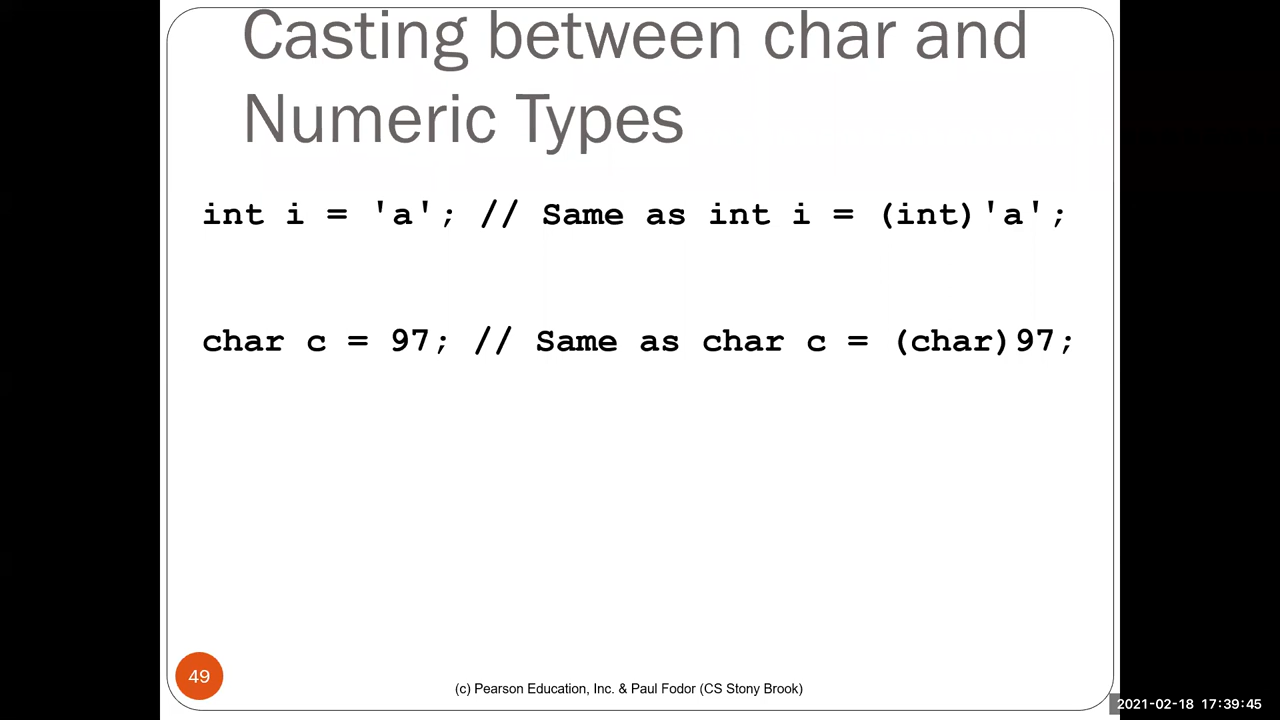 Casting between char and
Numeric Types
int i = 'a'; // Same as int i = (int)'a';
char c = 97; // Same as char c = (char)97;
49
(c) Pearson Education, Inc. & Paul Fodor (CS Stony Brook)
2021-02-18 17:39:45